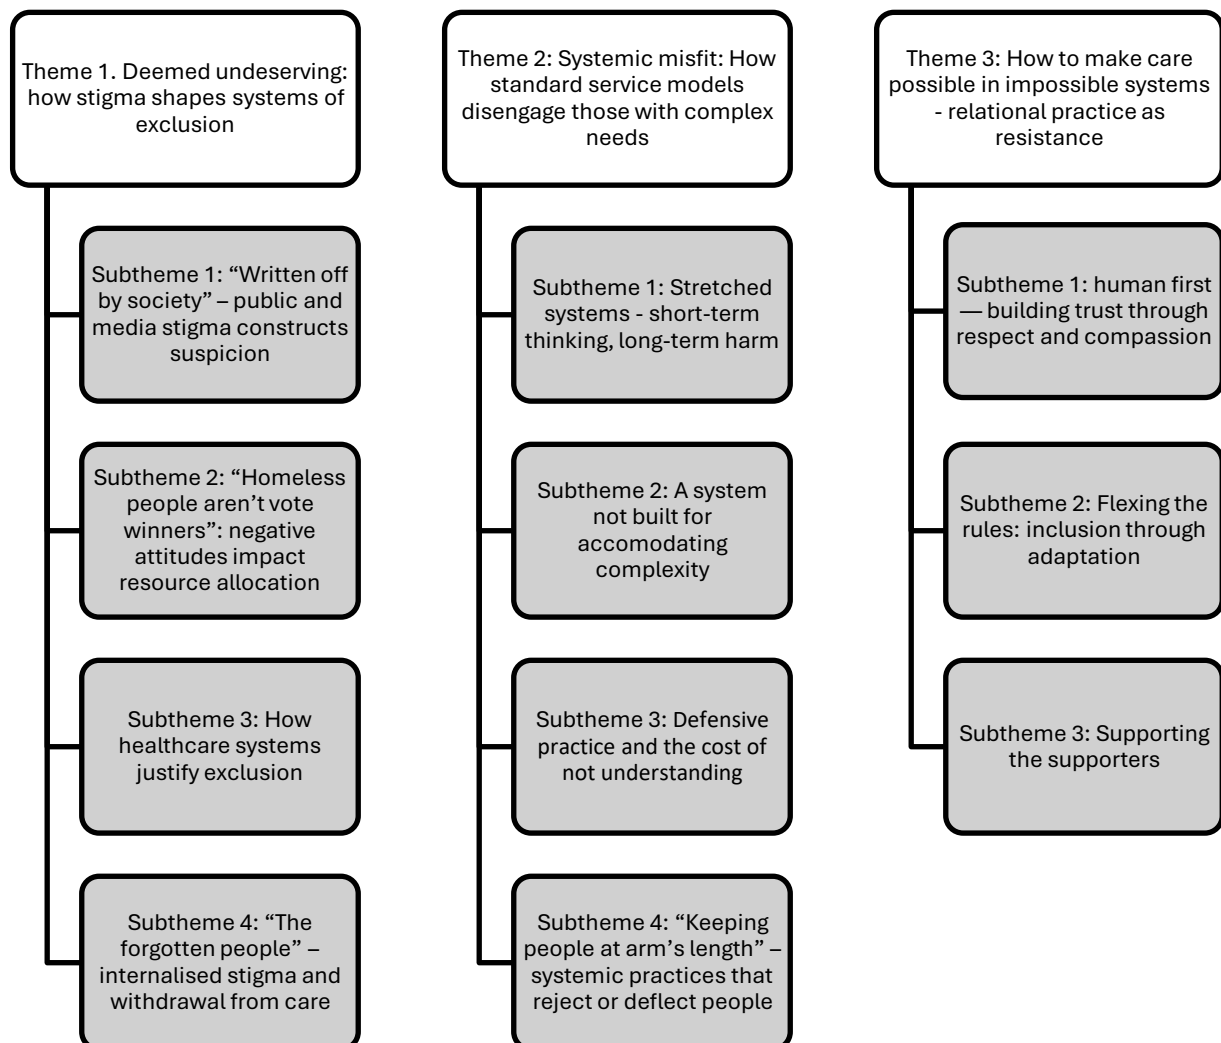 Theme 1. Deemed undeserving:
how stigma shapes systems of
exclusion
Subtheme 1: “Written off
by society” – public and
media stigma constructs
suspicion
Subtheme 2: “Homeless
people aren’t vote
winners”: negative
attitudes impact
resource allocation
Subtheme 3: How
healthcare systems
justify exclusion
Subtheme 4: “The
forgotten people” –
internalised stigma and
withdrawal from care
Theme 2: Systemic misfit: How
standard service models
disengage those with complex
needs
Subtheme 1: Stretched
systems - short-term
thinking, long-term harm
Subtheme 2: A system
not built for
accomodating
complexity
Subtheme 3: Defensive
practice and the cost of
not understanding
Subtheme 4: “Keeping
people at arm’s length” –
systemic practices that
reject or deflect people
Theme 3: How to make care
possible in impossible systems
- relational practice as
resistance
Subtheme 1: human first
— building trust through
respect and compassion
Subtheme 2: Flexing the
rules: inclusion through
adaptation
Subtheme 3: Supporting
the supporters